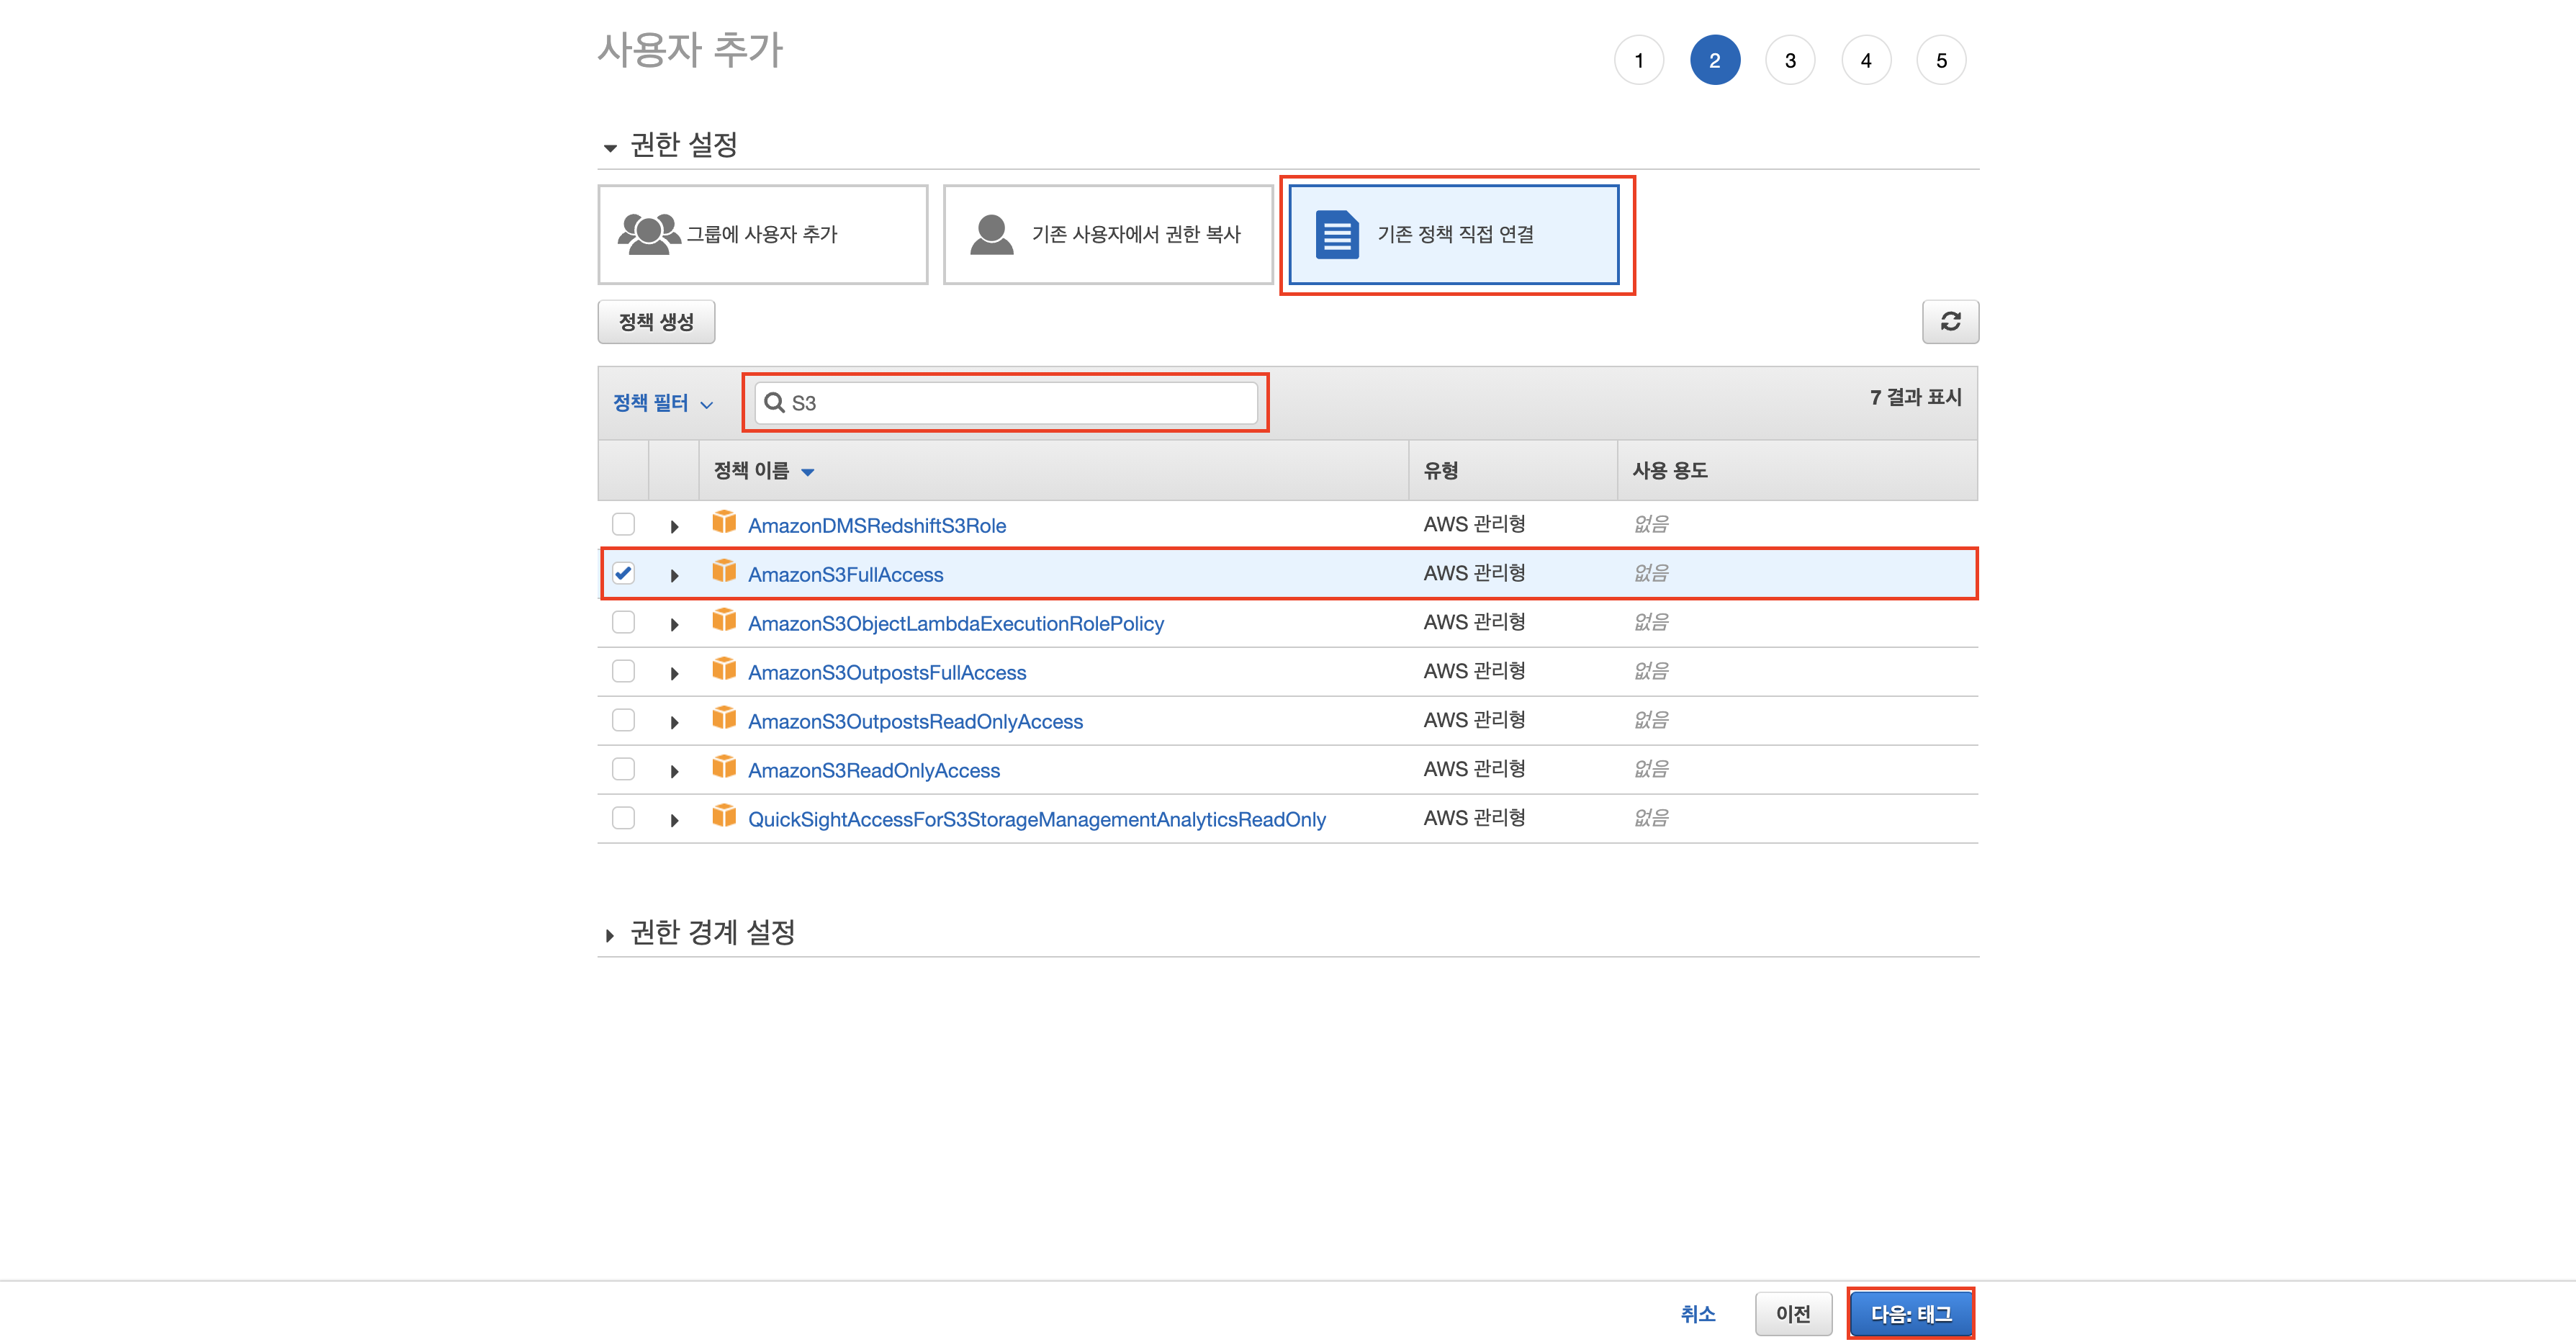 사용자 추가
1 2 3 4 5
권한 설정
그룹에 사용자 추가 기존 사용자에서 권한 복사 기존 정책 직접 연결
정책 생성
정책 필터 S3 7 결과 표시
정책 이름 유형 사용 용도
AmazonDMSRedshiftS3Role AWS 관리형 없음
AmazonS3FullAccess AWS 관리형 없음
AmazonS3ObjectLambdaExecutionRolePolicy AWS 관리형 없음
AmazonS3OutpostsFullAccess AWS 관리형 없음
AmazonS3OutpostsReadOnlyAccess AWS 관리형 없음
AmazonS3ReadOnlyAccess AWS 관리형 없음
QuickSightAccessForS3StorageManagementAnalyticsReadOnly AWS 관리형 없음
권한 경계 설정
취소 이전 다음: 태그